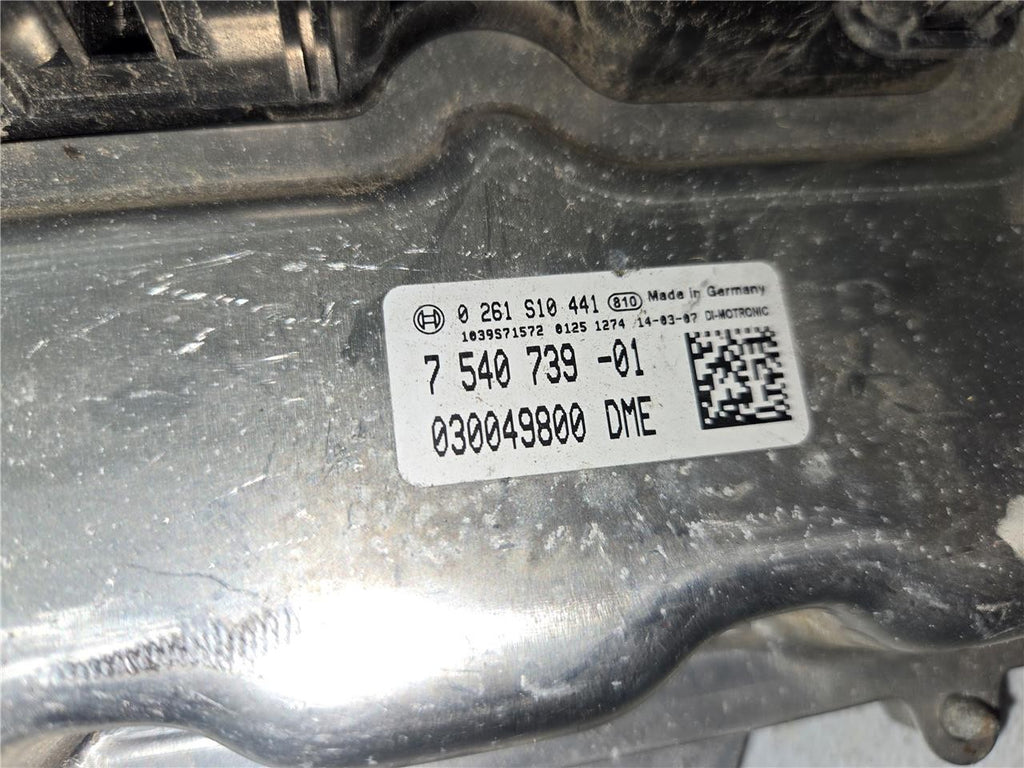 0 261 S10 441 810 Made in Germany
1039S71572 0125 1274 14-03-07 DI-MOTRONIC
7 540 739 -01
030049800 DME